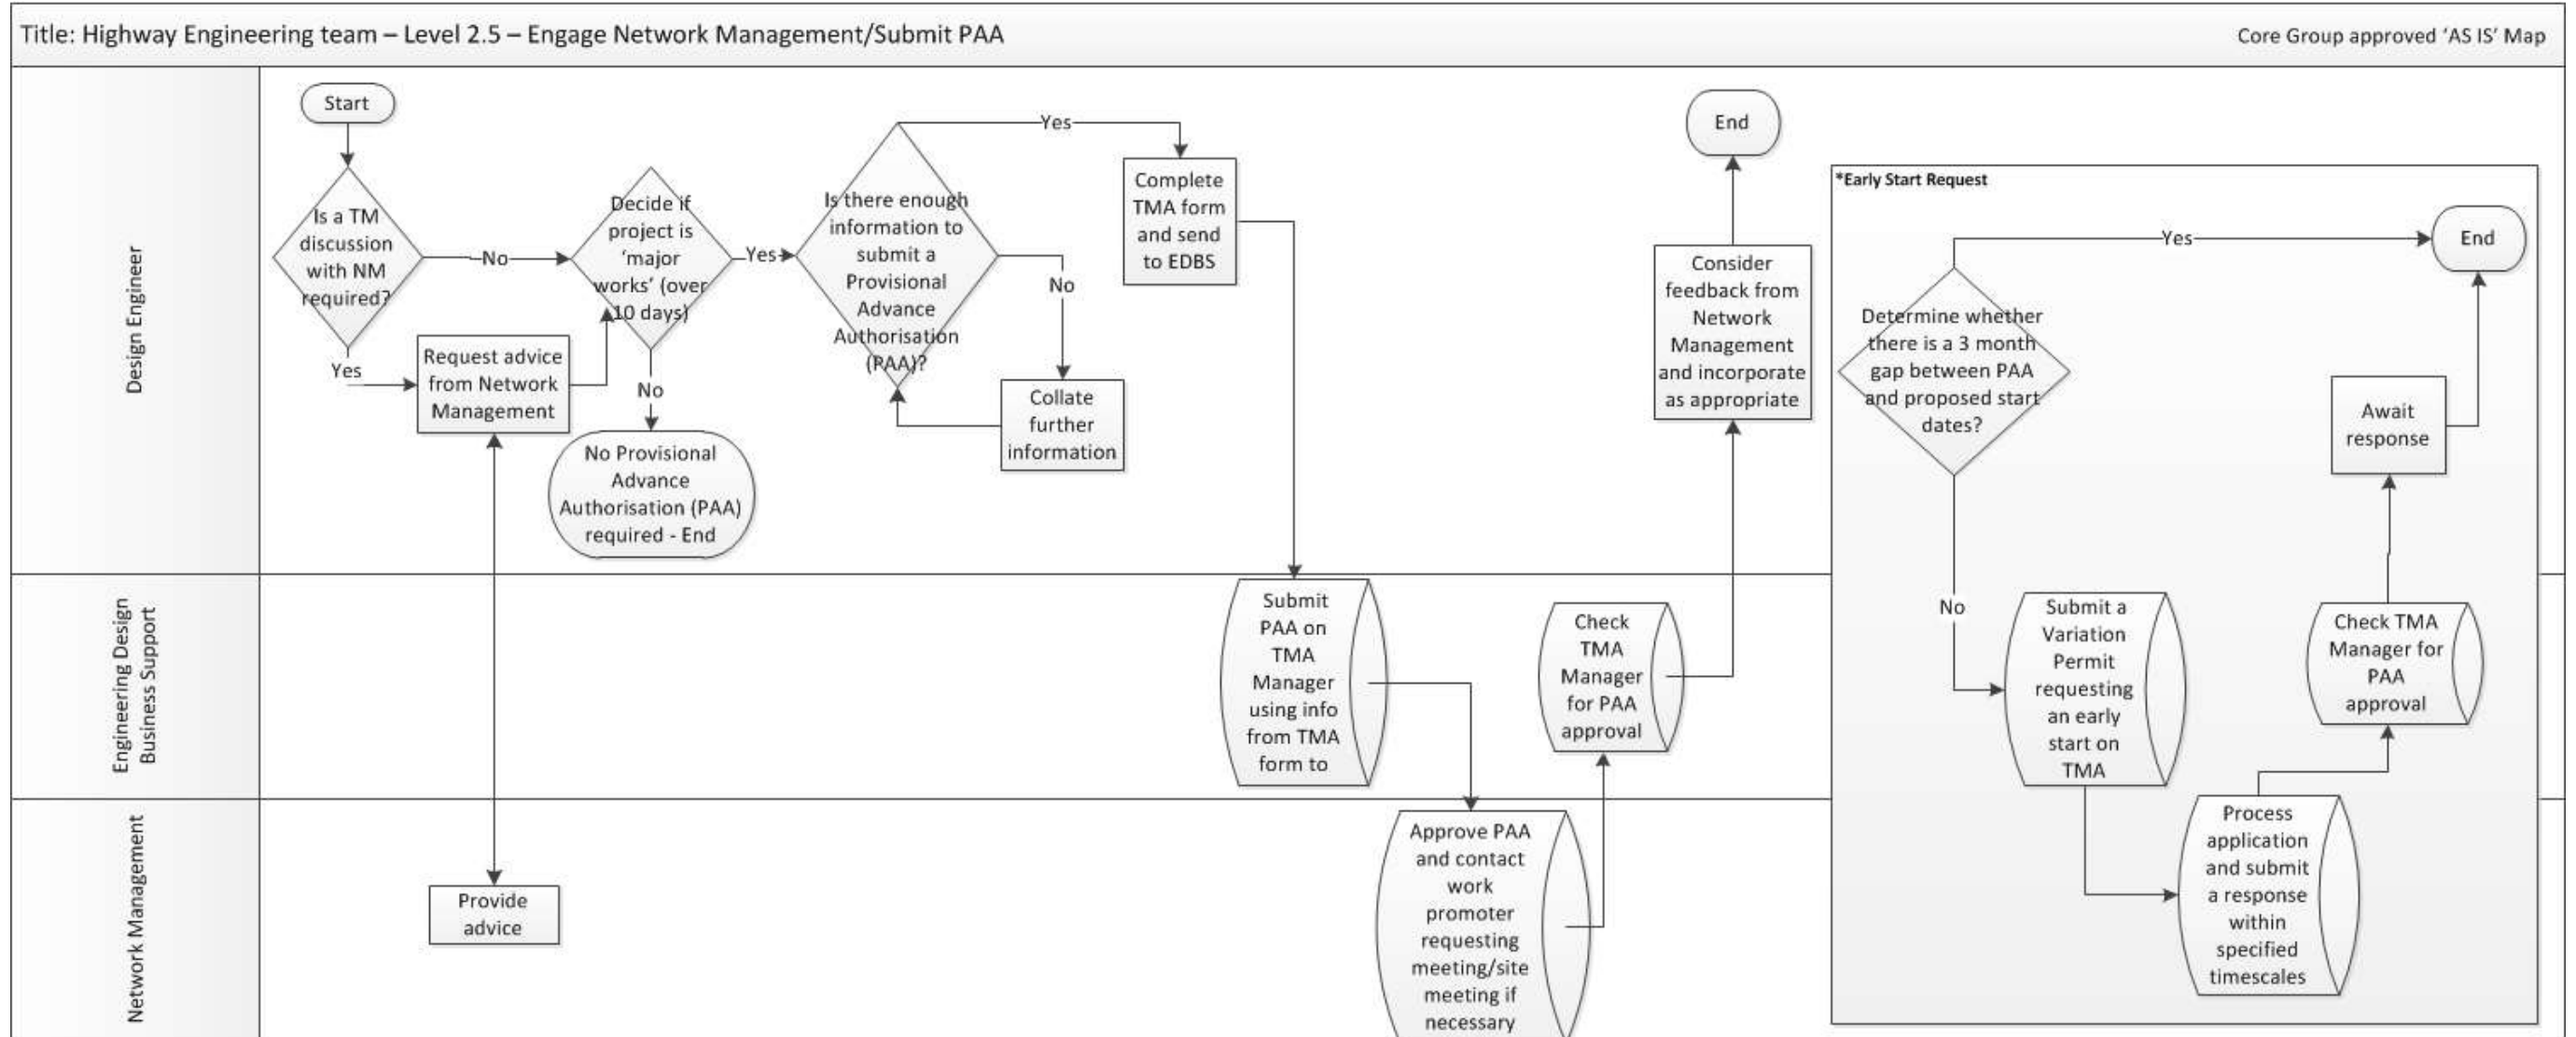 Title: Highway Engineering team – Level 2.5 – Engage Network Management/Submit PAA
Core Group approved ‘AS IS’ Map
Design Engineer
Start
Is a TM
discussion
with NM
required?
No
Yes
Request advice
from Network
Management
Decide if
project is
‘major
works’ (over
10 days)
Yes
No
No Provisional
Advance
Authorisation (PAA)
required - End
Is there enough
information to
submit a
Provisional
Advance
Authorisation
(PAA)?
Yes
No
Collate
further
information
Complete
TMA form
and send
to EDBS
End
Consider
feedback from
Network
Management
and incorporate
as appropriate
*Early Start Request
Determine whether
there is a 3 month
gap between PAA
and proposed start
dates?
Yes
End
No
Await
response
Engineering Design
Business Support
Submit
PAA on
TMA
Manager
using info
from TMA
form to
Check
TMA
Manager
for PAA
approval
Submit a
Variation
Permit
requesting
an early
start on
TMA
Check TMA
Manager for
PAA
approval
Network Management
Provide
advice
Approve PAA
and contact
work
promoter
requesting
meeting/site
meeting if
necessary
Process
application
and submit
a response
within
specified
timescales